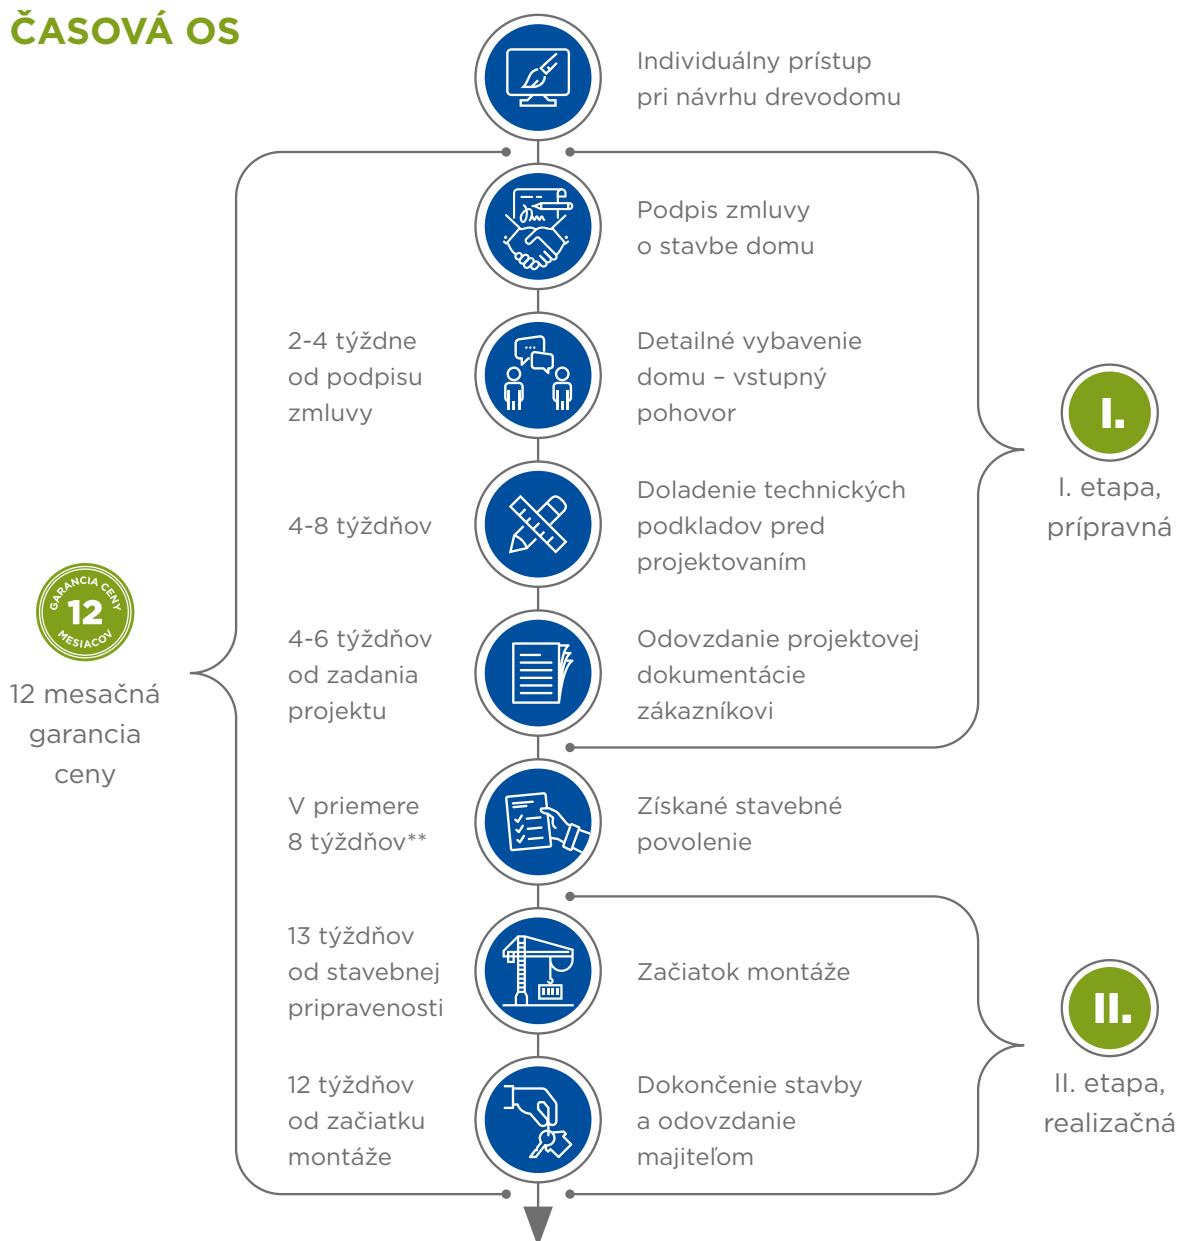 ČASOVÁ OS
Individuálny prístup
pri návrhu drevodomu
Podpis zmluvy
o stavbe domu
2-4 týždne
od podpisu
zmluvy
Detailné vybavenie
domu – vstupný
pohovor
I.
I. etapa,
prípravná
4-8 týždňov
Doladenie technických
podkladov pred
projektovaním
GARANCIA CENY
12
MESIACOV
12 mesačná
garancia
ceny
4-6 týždňov
od zadania
projektu
Odovzdanie projektovej
dokumentácie
zákazníkovi
V priemere
8 týždňov**
Získané stavebné
povolenie
13 týždňov
od stavebnej
pripravenosti
Začiatok montáže
II.
II. etapa,
realizačná
12 týždňov
od začiatku
montáže
Dokončenie stavby
a odovzdanie
majiteľom